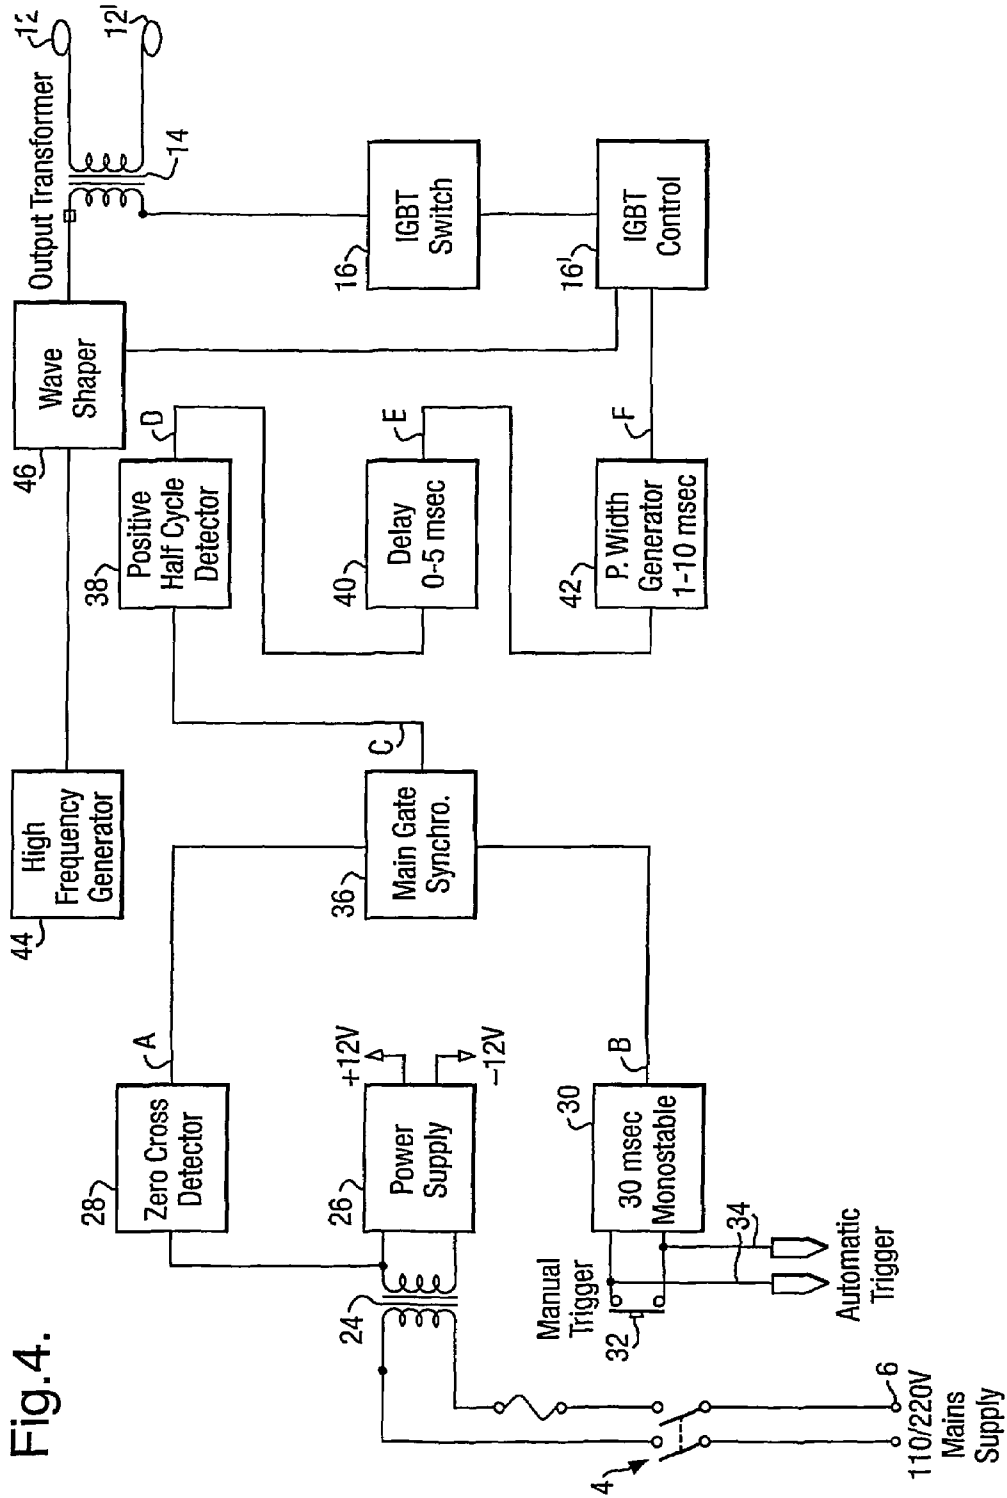 Fig.4.
44
High
Frequency
Generator
46
Wave
Shaper
Output Transformer
12
12'
14
28
Zero Cross
Detector
A
38
Positive
Half Cycle
Detector
D
24
26
Power
Supply
+12V
-12V
36
Main Gate
Synchro.
C
40
Delay
0-5 msec
E
16
IGBT
Switch
Manual
Trigger
32
30
30 msec
Monostable
B
42
P. Width
Generator
1-10 msec
F
16'
IGBT
Control
34
Automatic
Trigger
4
6
110/220V
Mains
Supply